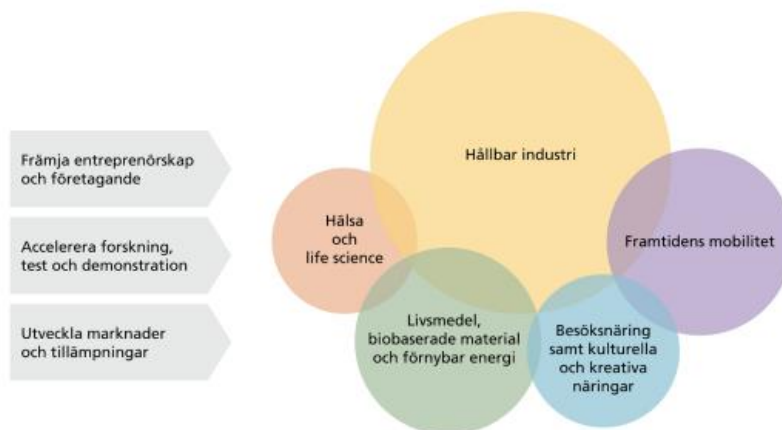 Främja entreprenörskap
och företagande
Accelerera forskning,
test och demonstration
Utveckla marknader
och tillämpningar
Hållbar industri
Hälsa
och
life science
Framtidens mobilitet
Livsmedel,
biobaserade material
och förnybar energi
Besöksnäring
samt kulturella
och kreativa
näringar